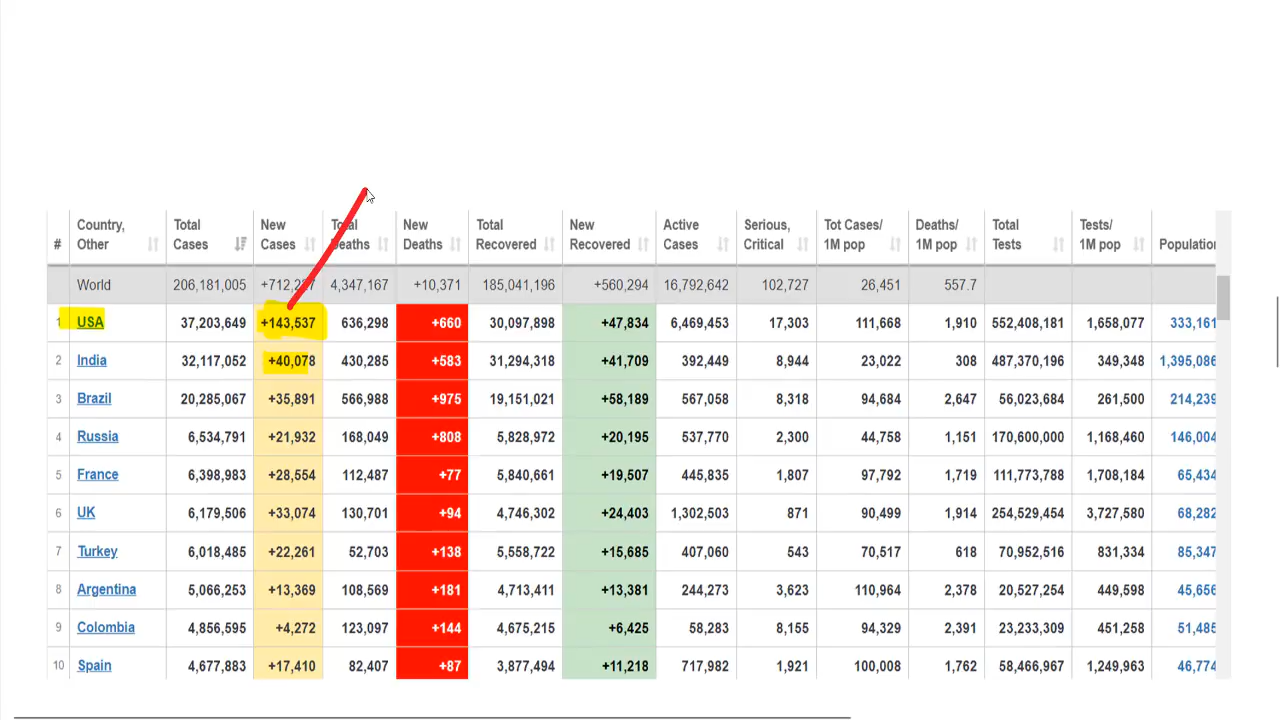 # Country, Other Total Cases New Cases Total Deaths New Deaths Total Recovered New Recovered Active Cases Serious, Critical Tot Cases/ 1M pop Deaths/ 1M pop Total Tests Tests/ 1M pop Population
World 206,181,005 4,347,167 +10,371 185,041,196 +560,294 16,792,642 102,727 26,451 557.7
1 USA 37,203,649 +143,537 636,298 +660 30,097,898 +47,834 6,469,453 17,303 111,668 1,910 552,408,181 1,658,077 333,161
2 India 32,117,052 +40,078 430,285 +583 31,294,318 +41,709 392,449 8,944 23,022 308 487,370,196 349,348 1,395,086
3 Brazil 20,285,067 +35,891 566,988 +975 19,151,021 +58,189 567,058 8,318 94,684 2,647 56,023,684 261,500 214,239
4 Russia 6,534,791 +21,932 168,049 +808 5,828,972 +20,195 537,770 2,300 44,758 1,151 170,600,000 1,168,460 146,004
5 France 6,398,983 +28,554 112,487 +77 5,840,661 +19,507 445,835 1,807 97,792 1,719 111,773,788 1,708,184 65,434
6 UK 6,179,506 +33,074 130,701 +94 4,746,302 +24,403 1,302,503 871 90,499 1,914 254,529,454 3,727,580 68,282
7 Turkey 6,018,485 +22,261 52,703 +138 5,558,722 +15,685 407,060 543 70,517 618 70,952,516 831,334 85,347
8 Argentina 5,066,253 +13,369 108,569 +181 4,713,411 +13,381 244,273 3,623 110,964 2,378 20,527,254 449,598 45,656
9 Colombia 4,856,595 +4,272 123,097 +144 4,675,215 +6,425 58,283 8,155 94,329 2,391 23,233,309 451,258 51,485
10 Spain 4,677,883 +17,410 82,407 +87 3,877,494 +11,218 717,982 1,921 100,008 1,762 58,466,967 1,249,963 46,774